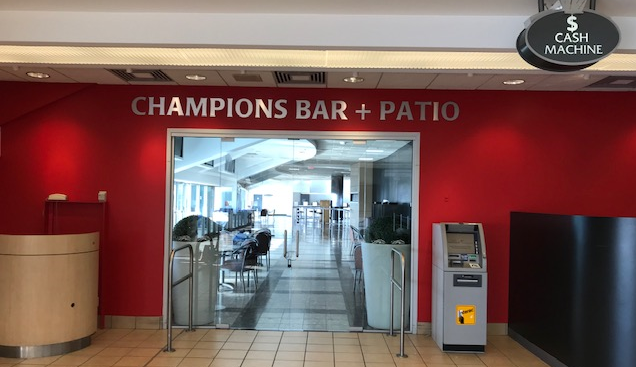 $
CASH
MACHINE
CHAMPIONS BAR + PATIO